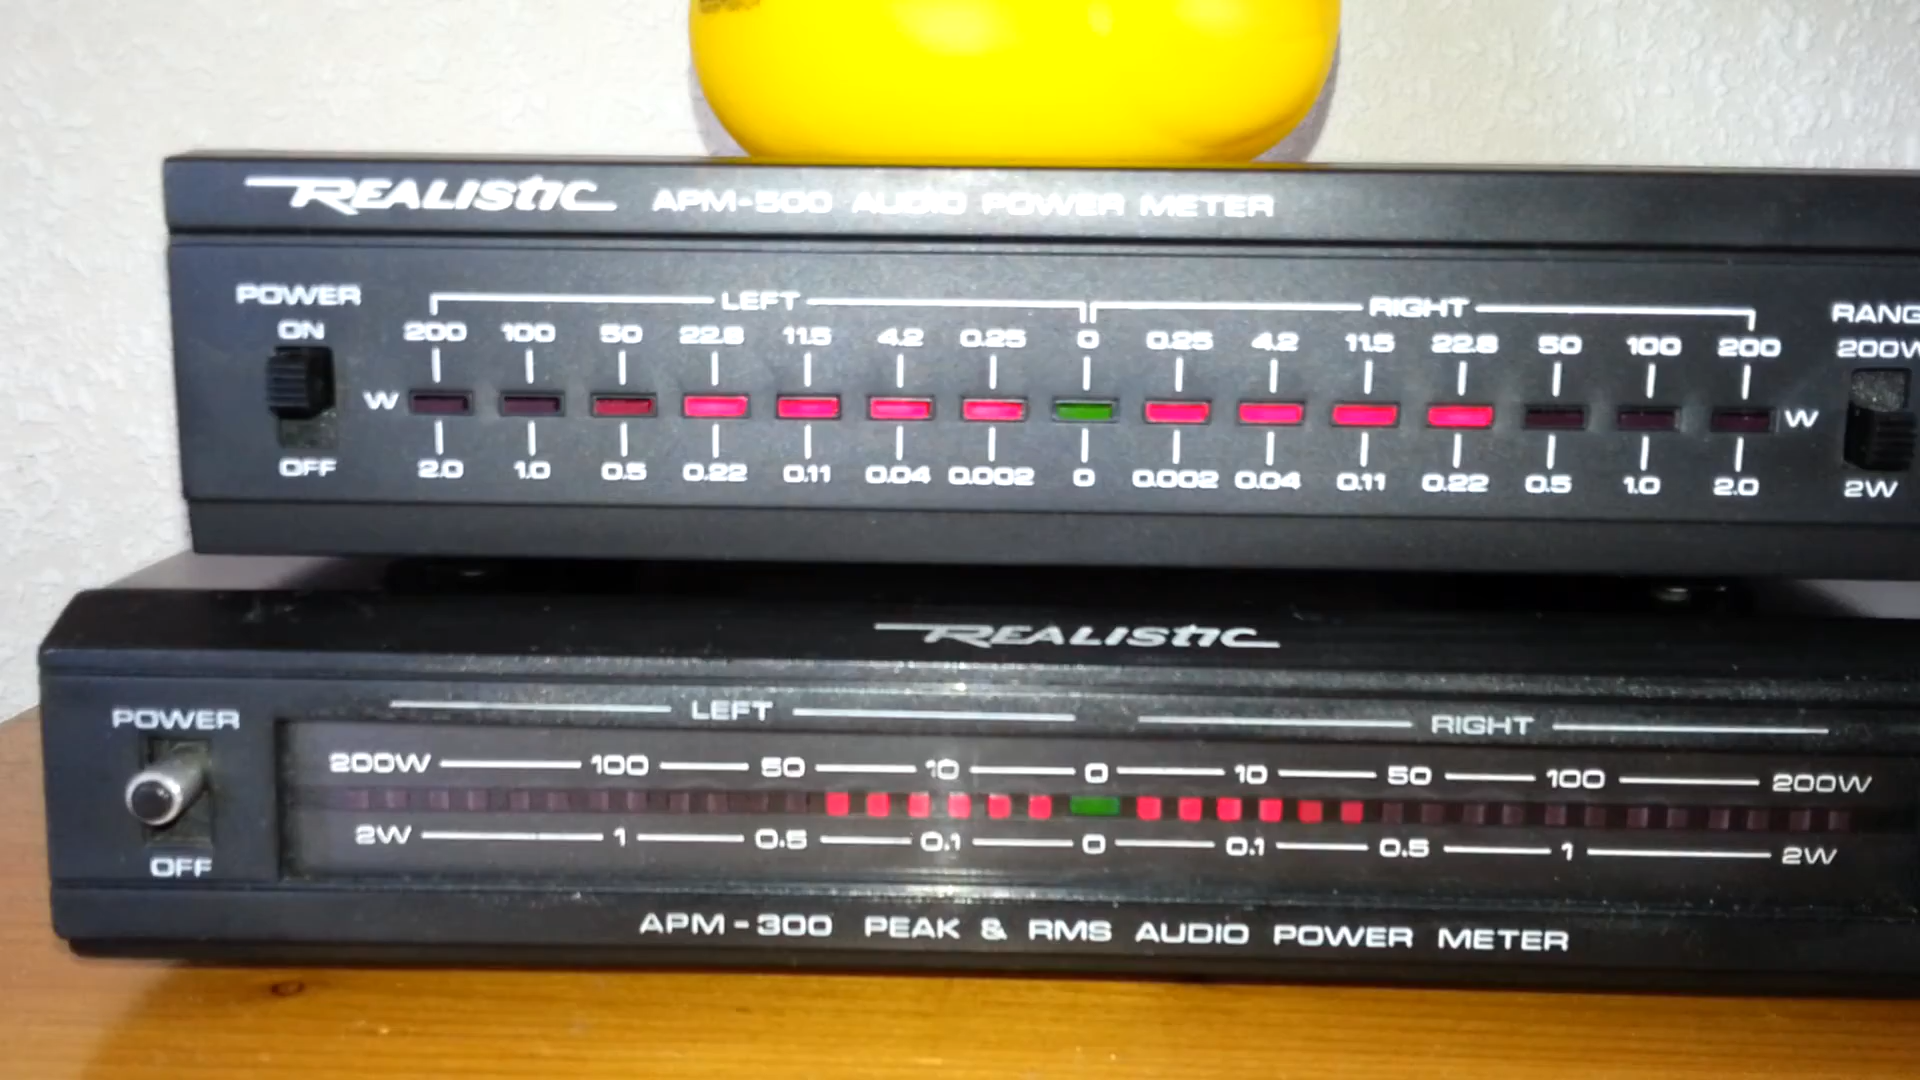 REALISTIC APM-500 AUDIO POWER METER
POWER LEFT RIGHT RANG
ON 200 100 50 22.8 11.5 4.2 0.25 0 0.25 4.2 11.5 22.8 50 100 200 200W
W W
OFF 2.0 1.0 0.5 0.22 0.11 0.04 0.002 0 0.002 0.04 0.11 0.22 0.5 1.0 2.0 2W
REALISTIC
POWER LEFT RIGHT
200W 100 50 10 0 10 50 100 200W
2W 1 0.5 0.1 0 0.1 0.5 1 2W
OFF
APM-300 PEAK & RMS AUDIO POWER METER